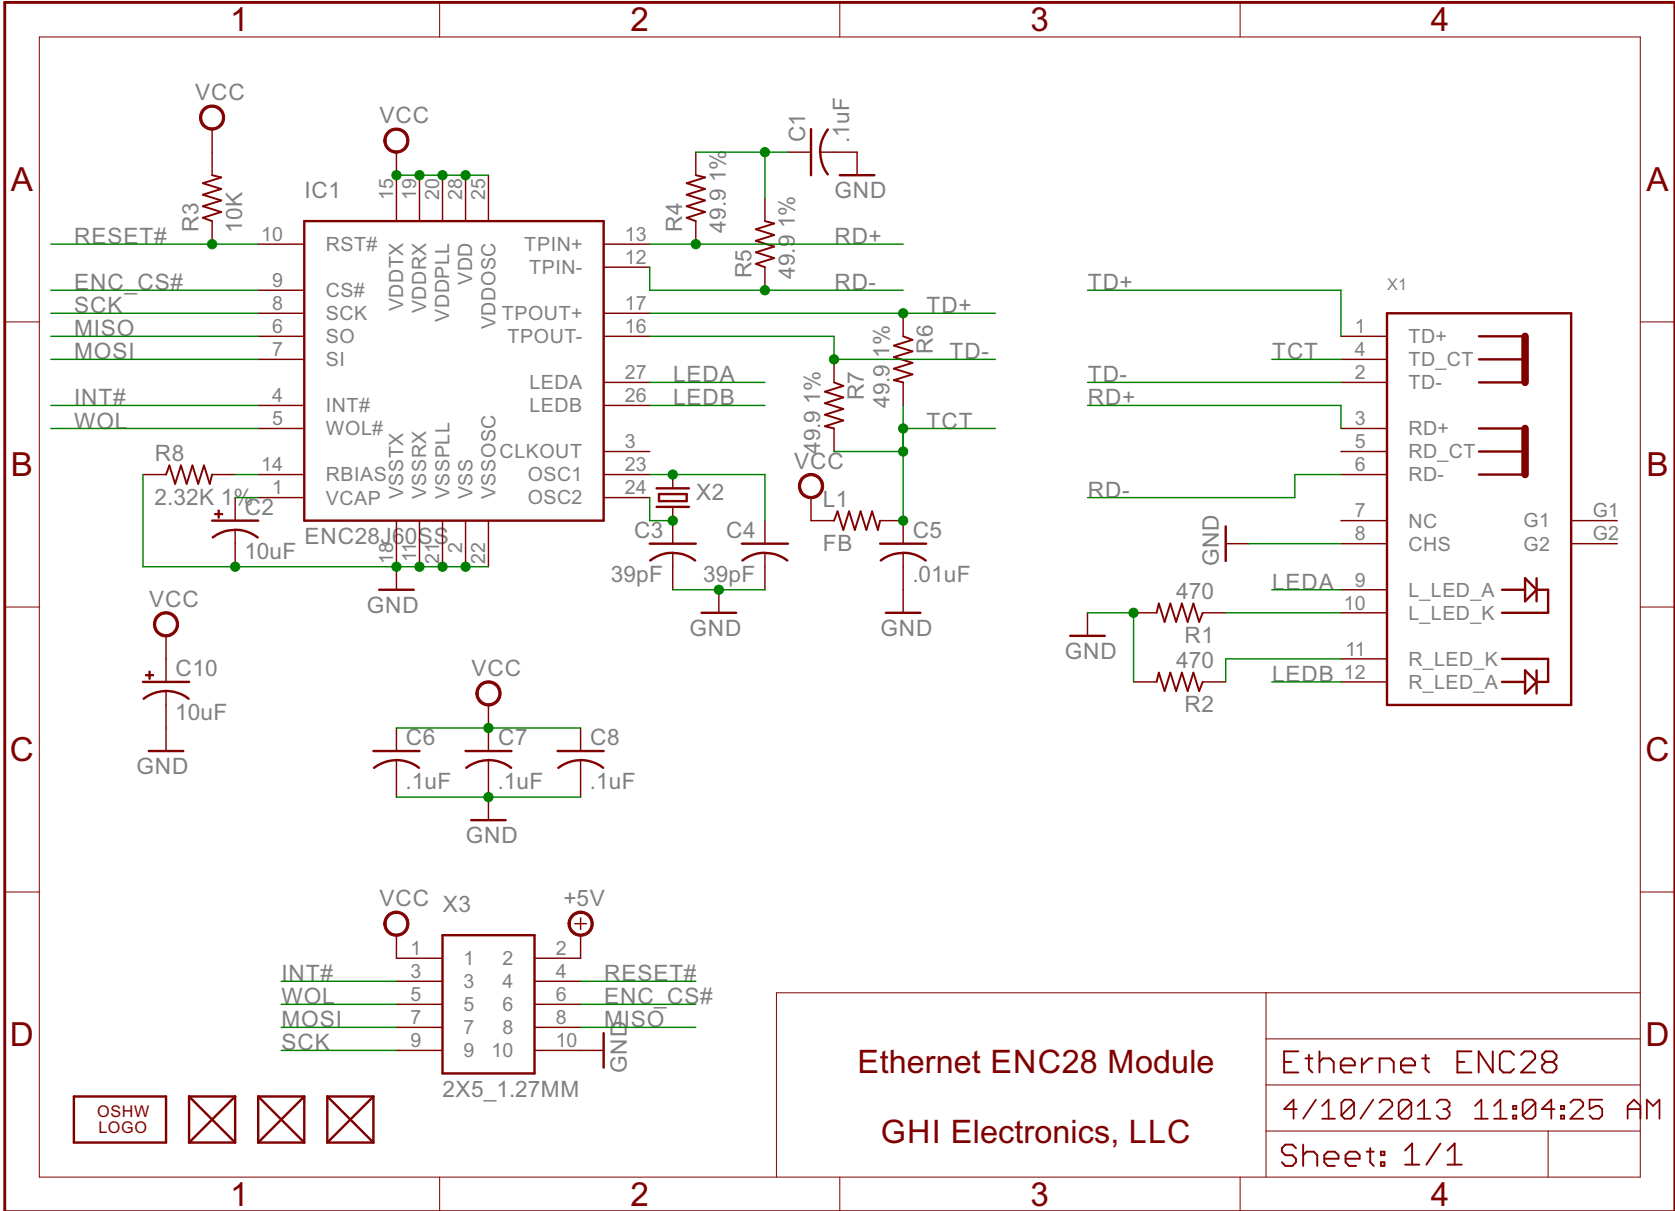 1 2 3 4
A A
B B
C C
D D
1 2 3 4
VCC
R3
10K
VCC
15
19
20
28
25
IC1
RESET# 10 RST#
ENC_CS# 9 CS#
SCK 8 SCK
MISO 6 SO
MOSI 7 SI
INT# 4 INT#
WOL 5 WOL#
14 RBIAS
1 VCAP
VDDTX
VDDRX
VDDPLL
VDD
VDDOSC
VSSTX
VSSRX
VSSPLL
VSS
VSSOSC
TPIN+ 13 RD+
TPIN- 12 RD-
TPOUT+ 17 TD+
TPOUT- 16 TD-
LEDA 27 LEDA
LEDB 26 LEDB
CLKOUT 3
OSC1 23
OSC2 24
ENC28J60SS
18
11
21
2
22
GND
R8
2.32K 1%
C2
10uF
R4
49.9 1%
R5
49.9 1%
C1
.1uF
GND
R6
49.9 1%
R7
49.9 1%
TCT
VCC
L1
FB
C5
.01uF
GND
X2
C3
39pF
C4
39pF
GND
X1
TD+ 1 TD+
TCT 4 TD_CT
TD- 2 TD-
RD+ 3 RD+
5 RD_CT
RD- 6 RD-
7 NC G1 G1
GND 8 CHS G2 G2
LEDA 9 L_LED_A
10 L_LED_K
11 R_LED_K
LEDB 12 R_LED_A
470
R1
470
R2
GND
VCC
C10
10uF
GND
VCC
C6
.1uF
C7
.1uF
C8
.1uF
GND
VCC X3 +5V
1 1 2 2
INT# 3 3 4 4 RESET#
WOL 5 5 6 6 ENC_CS#
MOSI 7 7 8 8 MISO
SCK 9 9 10 10 GND
2X5_1.27MM
OSHW
LOGO
Ethernet ENC28 Module
GHI Electronics, LLC
Ethernet ENC28
4/10/2013 11:04:25 AM
Sheet: 1/1